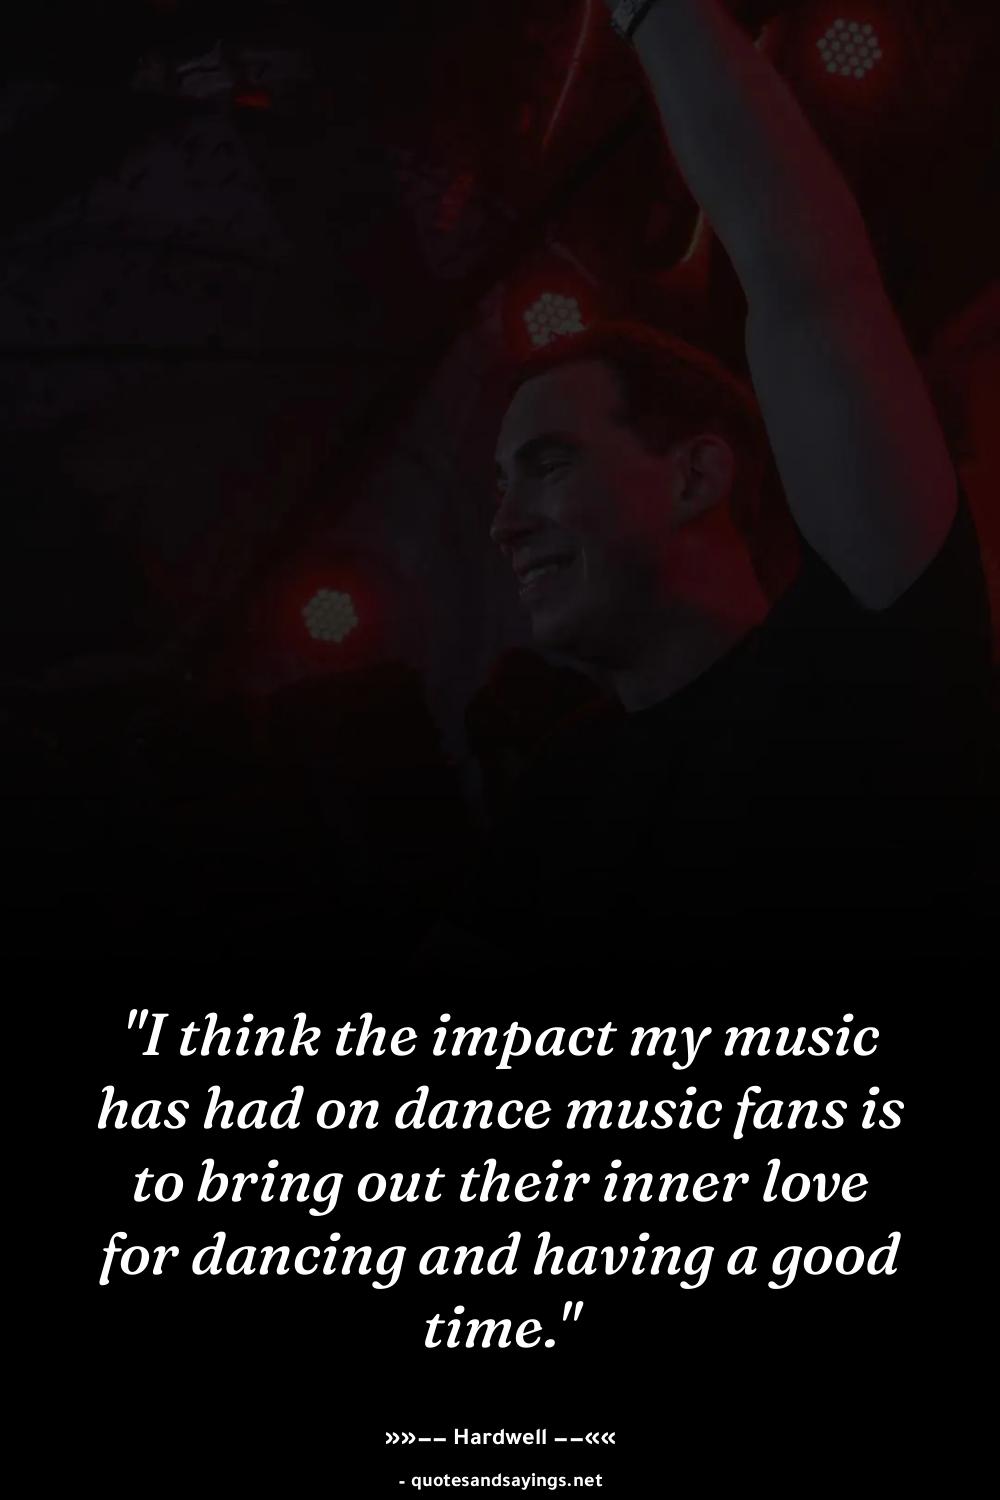 "I think the impact my music
has had on dance music fans is
to bring out their inner love
for dancing and having a good
time."
»»−− Hardwell −−««
- quotesandsayings.net